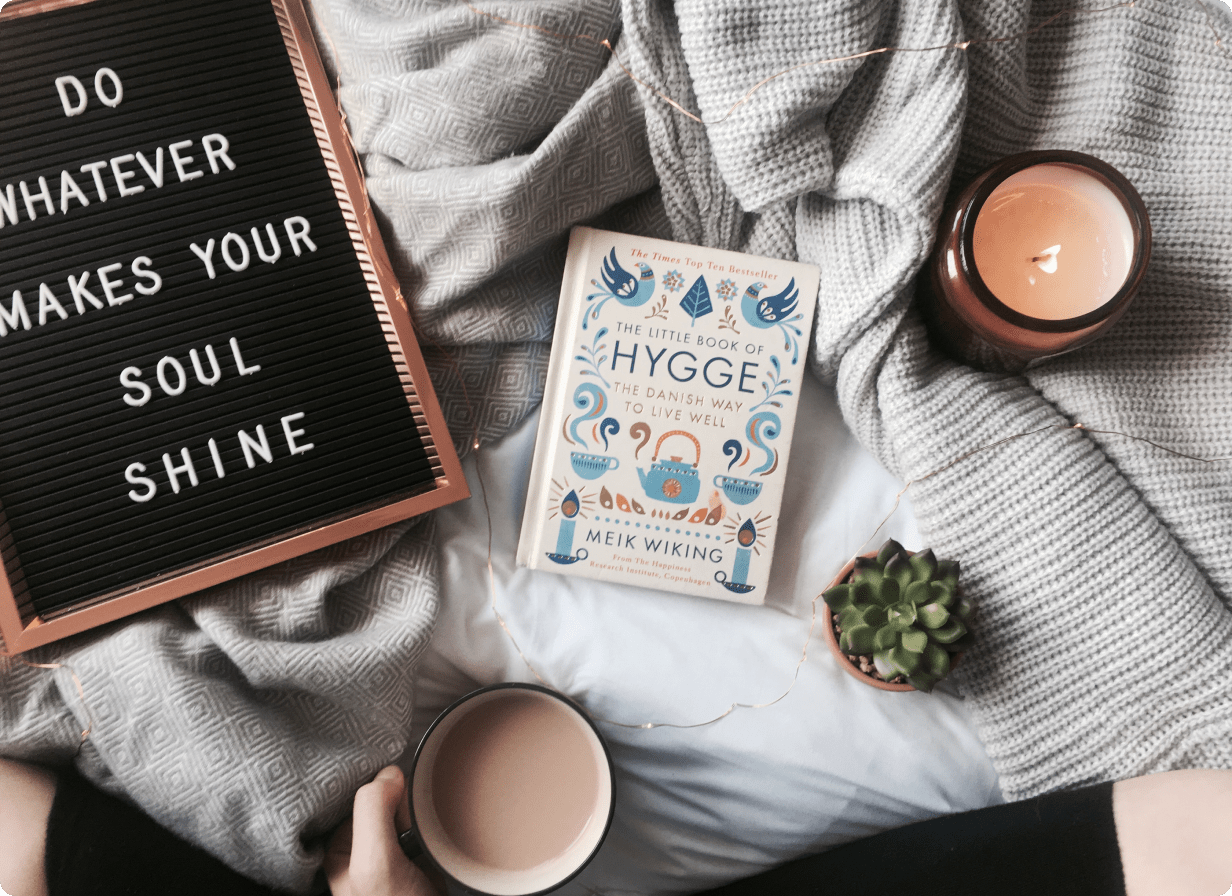 DO
WHATEVER
MAKES YOUR
SOUL
SHINE
The Times Top Ten Bestseller
THE LITTLE BOOK OF
HYGGE
THE DANISH WAY
TO LIVE WELL
MEIK WIKING
From The Happiness
Research Institute, Copenhagen